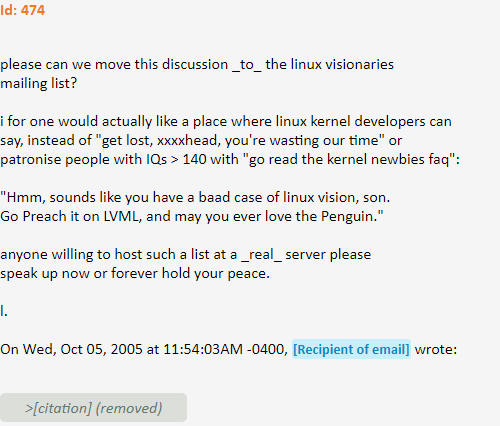 Id: 474
please can we move this discussion _to_ the linux visionaries
mailing list?
i for one would actually like a place where linux kernel developers can
say, instead of "get lost, xxxxhead, you're wasting our time" or
patronise people with IQs > 140 with "go read the kernel newbies faq":
"Hmm, sounds like you have a baad case of linux vision, son.
Go Preach it on LVML, and may you ever love the Penguin."
anyone willing to host such a list at a _real_ server please
speak up now or forever hold your peace.
l.
On Wed, Oct 05, 2005 at 11:54:03AM -0400, [Recipient of email] wrote:
>[citation] (removed)